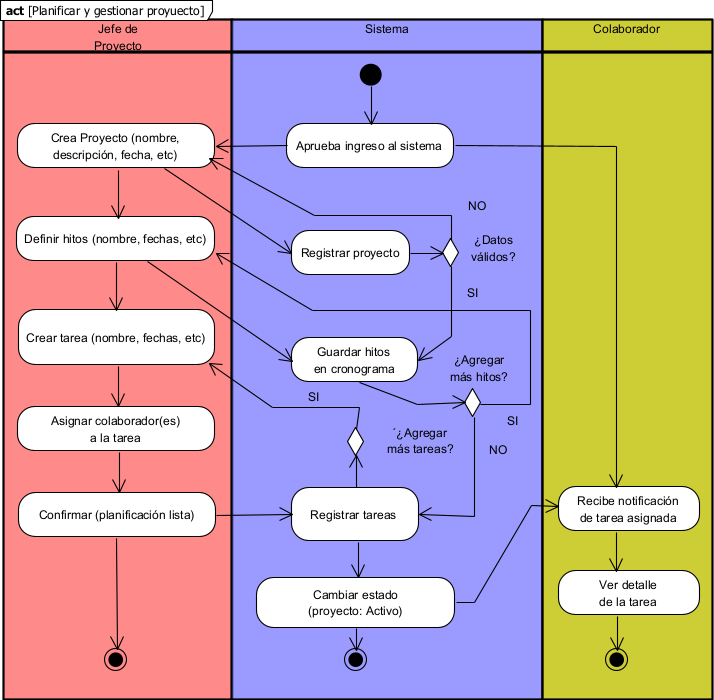 act [Planificar y gestionar proyuecto]
Jefe de
Proyecto
Sistema
Colaborador
Crea Proyecto (nombre,
descripción, fecha, etc)
Aprueba ingreso al sistema
NO
Definir hitos (nombre, fechas, etc)
Registrar proyecto
¿Datos
válidos?
SI
Crear tarea (nombre, fechas, etc)
Guardar hitos
en cronograma
¿Agregar
más hitos?
SI
SI
Asignar colaborador(es)
a la tarea
´¿Agregar
más tareas?
NO
Confirmar (planificación lista)
Registrar tareas
Recibe notificación
de tarea asignada
Cambiar estado
(proyecto: Activo)
Ver detalle
de la tarea